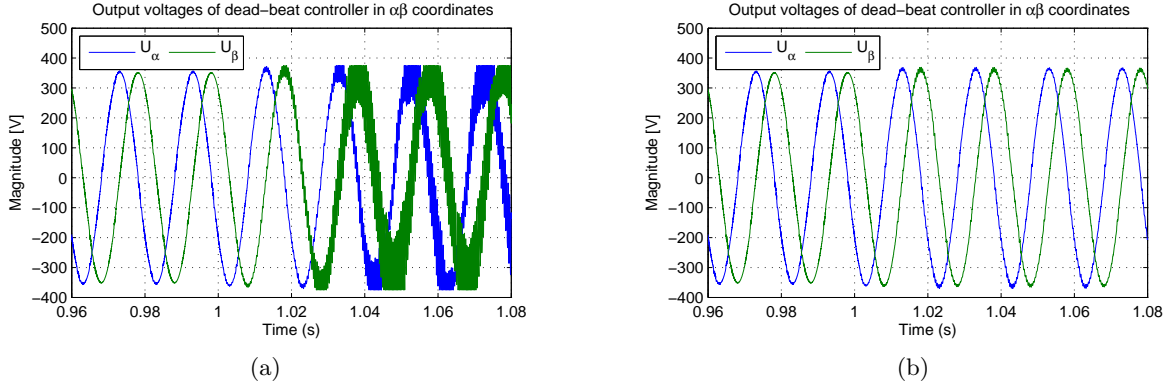 Output voltages of dead−beat controller in αβ coordinates
500
400
300
200
100
0
−100
−200
−300
−400
Magnitude [V]
U_α U_β
0.96 0.98 1 1.02 1.04 1.06 1.08
Time (s)
(a)
Output voltages of dead−beat controller in αβ coordinates
500
400
300
200
100
0
−100
−200
−300
−400
Magnitude [V]
U_α U_β
0.96 0.98 1 1.02 1.04 1.06 1.08
Time (s)
(b)